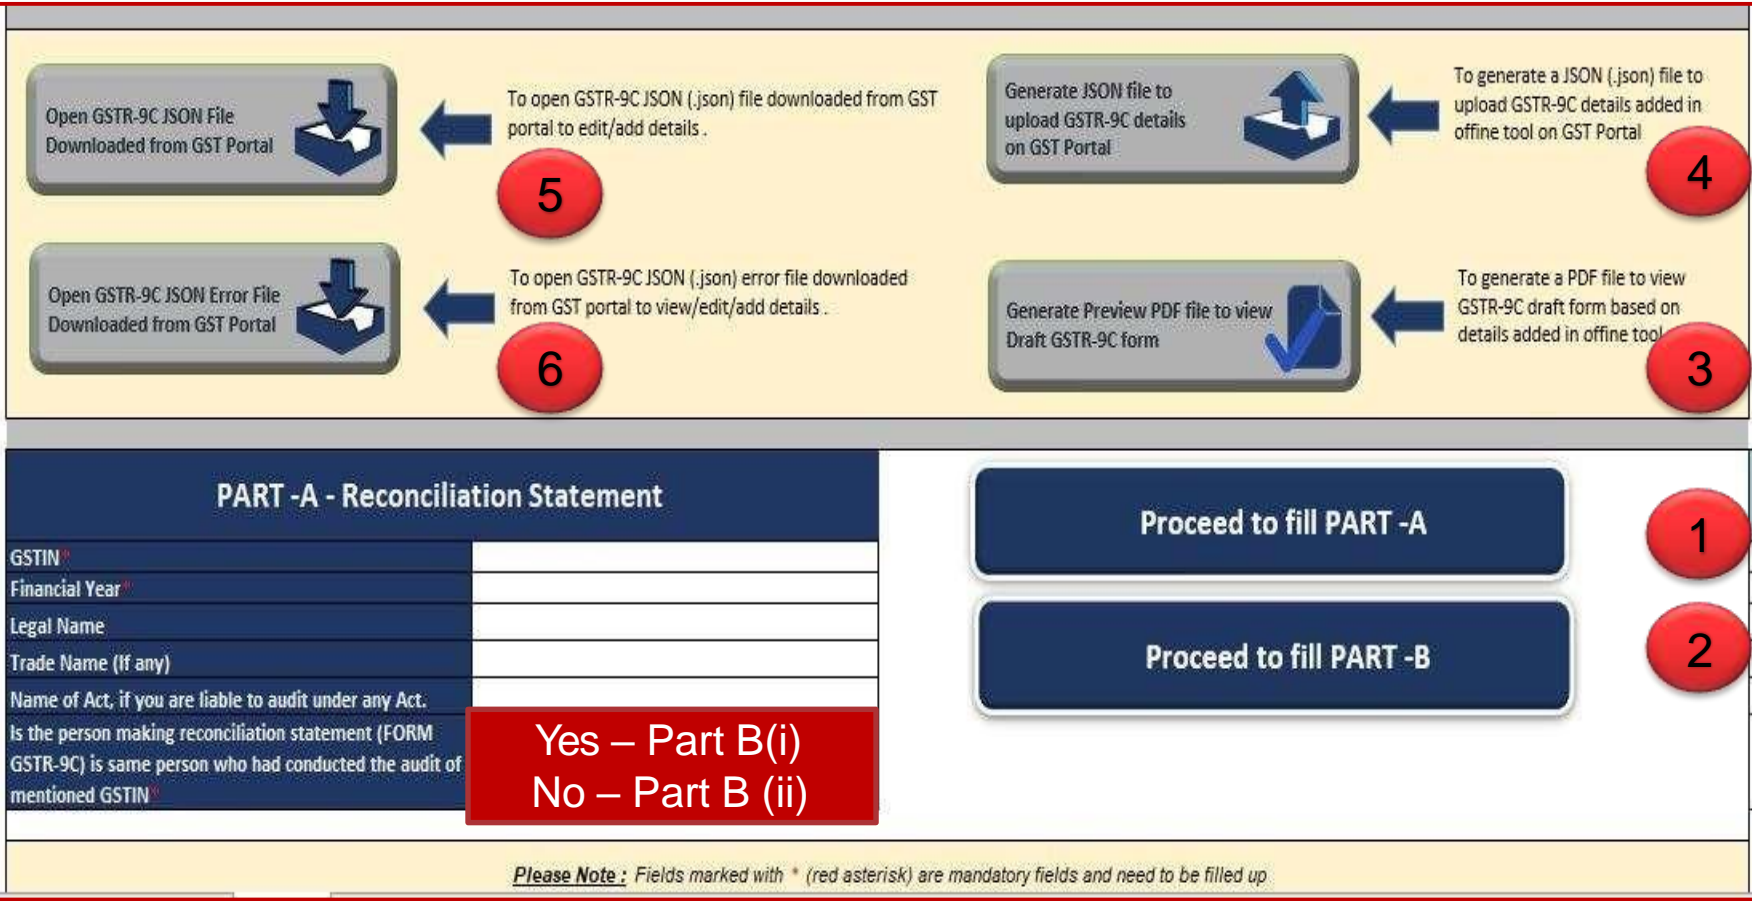 Open GSTR-9C JSON File
Downloaded from GST Portal
To open GSTR-9C JSON (.json) file downloaded from GST
portal to edit/add details .
5
Generate JSON file to
upload GSTR-9C details
on GST Portal
To generate a JSON (.json) file to
upload GSTR-9C details added in
offine tool on GST Portal
4
Open GSTR-9C JSON Error File
Downloaded from GST Portal
To open GSTR-9C JSON (.json) error file downloaded
from GST portal to view/edit/add details .
6
Generate Preview PDF file to view
Draft GSTR-9C form
To generate a PDF file to view
GSTR-9C draft form based on
details added in offine tool
3
PART -A - Reconciliation Statement
GSTIN*
Financial Year*
Legal Name
Trade Name (If any)
Name of Act, if you are liable to audit under any Act.
Is the person making reconciliation statement (FORM
GSTR-9C) is same person who had conducted the audit of
mentioned GSTIN*
Yes – Part B(i)
No – Part B (ii)
Proceed to fill PART -A
1
Proceed to fill PART -B
2
Please Note : Fields marked with * (red asterisk) are mandatory fields and need to be filled up